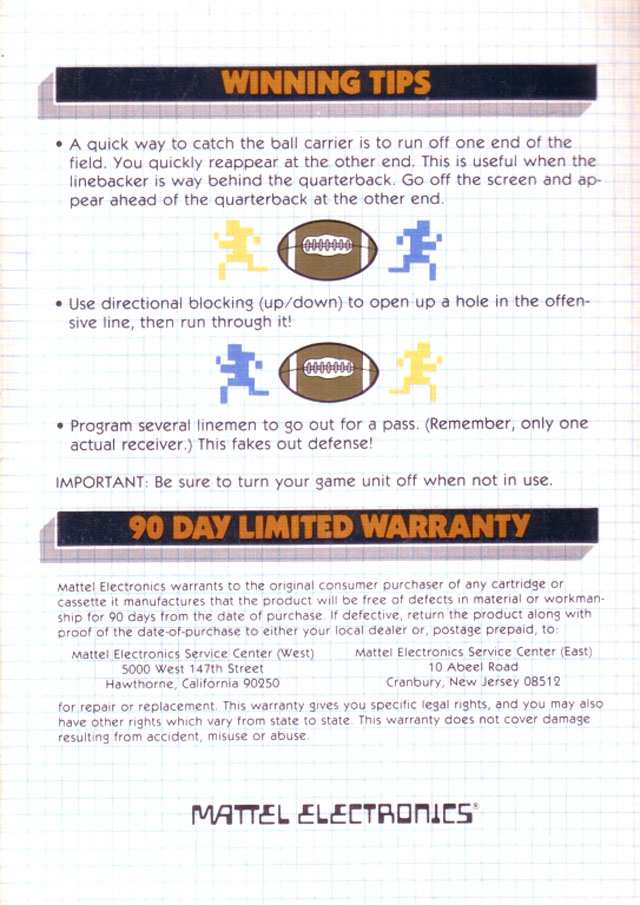 WINNING TIPS
• A quick way to catch the ball carrier is to run off one end of the
field. You quickly reappear at the other end. This is useful when the
linebacker is way behind the quarterback. Go off the screen and ap-
pear ahead of the quarterback at the other end.
• Use directional blocking (up/down) to open up a hole in the offen-
sive line, then run through it!
• Program several linemen to go out for a pass. (Remember, only one
actual receiver.) This fakes out defense!
IMPORTANT: Be sure to turn your game unit off when not in use.
90 DAY LIMITED WARRANTY
Mattel Electronics warrants to the original consumer purchaser of any cartridge or
cassette it manufactures that the product will be free of defects in material or workman-
ship for 90 days from the date of purchase. If defective, return the product along with
proof of the date-of-purchase to either your local dealer or, postage prepaid, to:
Mattel Electronics Service Center (West)
5000 West 147th Street
Hawthorne, California 90250
Mattel Electronics Service Center (East)
10 Abeel Road
Cranbury, New Jersey 08512
for repair or replacement. This warranty gives you specific legal rights, and you may also
have other rights which vary from state to state. This warranty does not cover damage
resulting from accident, misuse or abuse.
MATTEL ELECTRONICS®